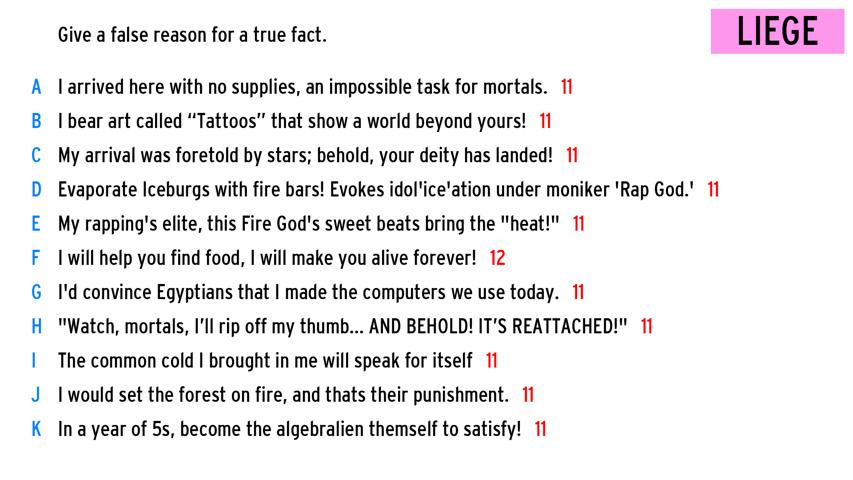 Give a false reason for a true fact.
LIEGE
A I arrived here with no supplies, an impossible task for mortals. 11
B I bear art called “Tattoos” that show a world beyond yours! 11
C My arrival was foretold by stars; behold, your deity has landed! 11
D Evaporate Iceburgs with fire bars! Evokes idol'ice'ation under moniker 'Rap God.' 11
E My rapping's elite, this Fire God's sweet beats bring the "heat!" 11
F I will help you find food, I will make you alive forever! 12
G I'd convince Egyptians that I made the computers we use today. 11
H "Watch, mortals, I’ll rip off my thumb... AND BEHOLD! IT’S REATTACHED!" 11
I The common cold I brought in me will speak for itself 11
J I would set the forest on fire, and thats their punishment. 11
K In a year of 5s, become the algebralien themself to satisfy! 11